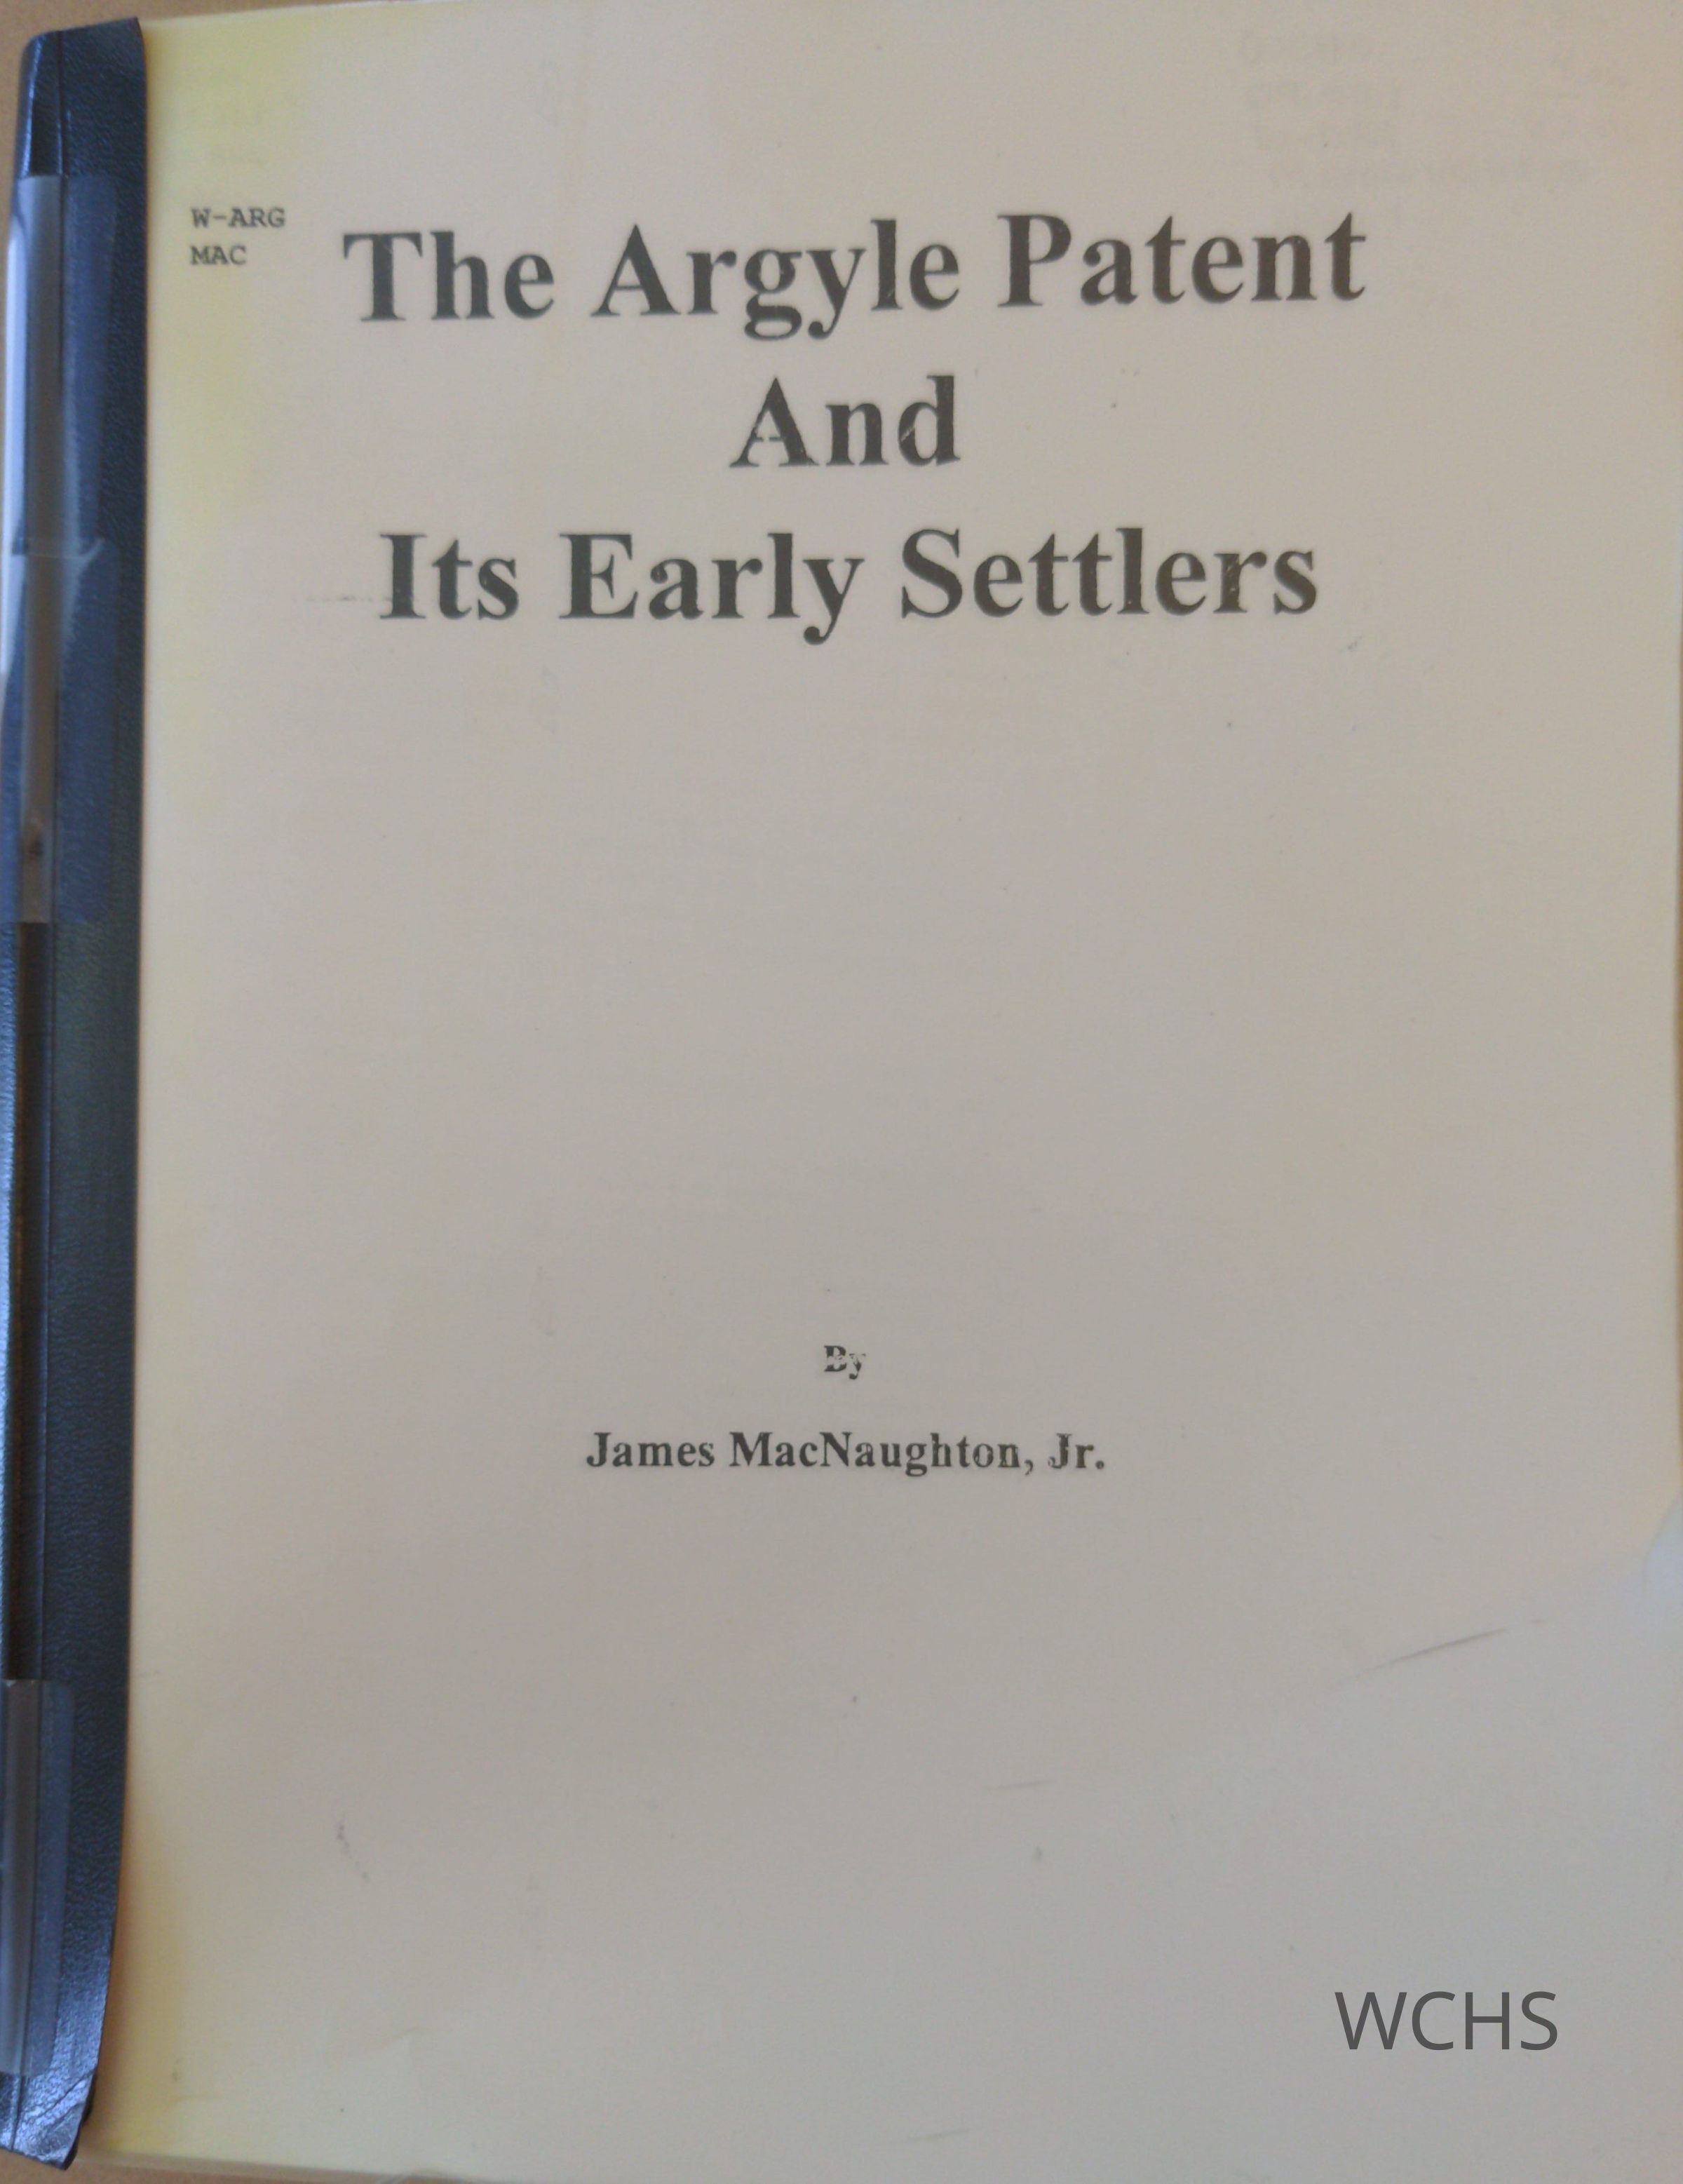 W-ARG
MAC
The Argyle Patent
And
Its Early Settlers
By
James MacNaughton, Jr.
WCHS